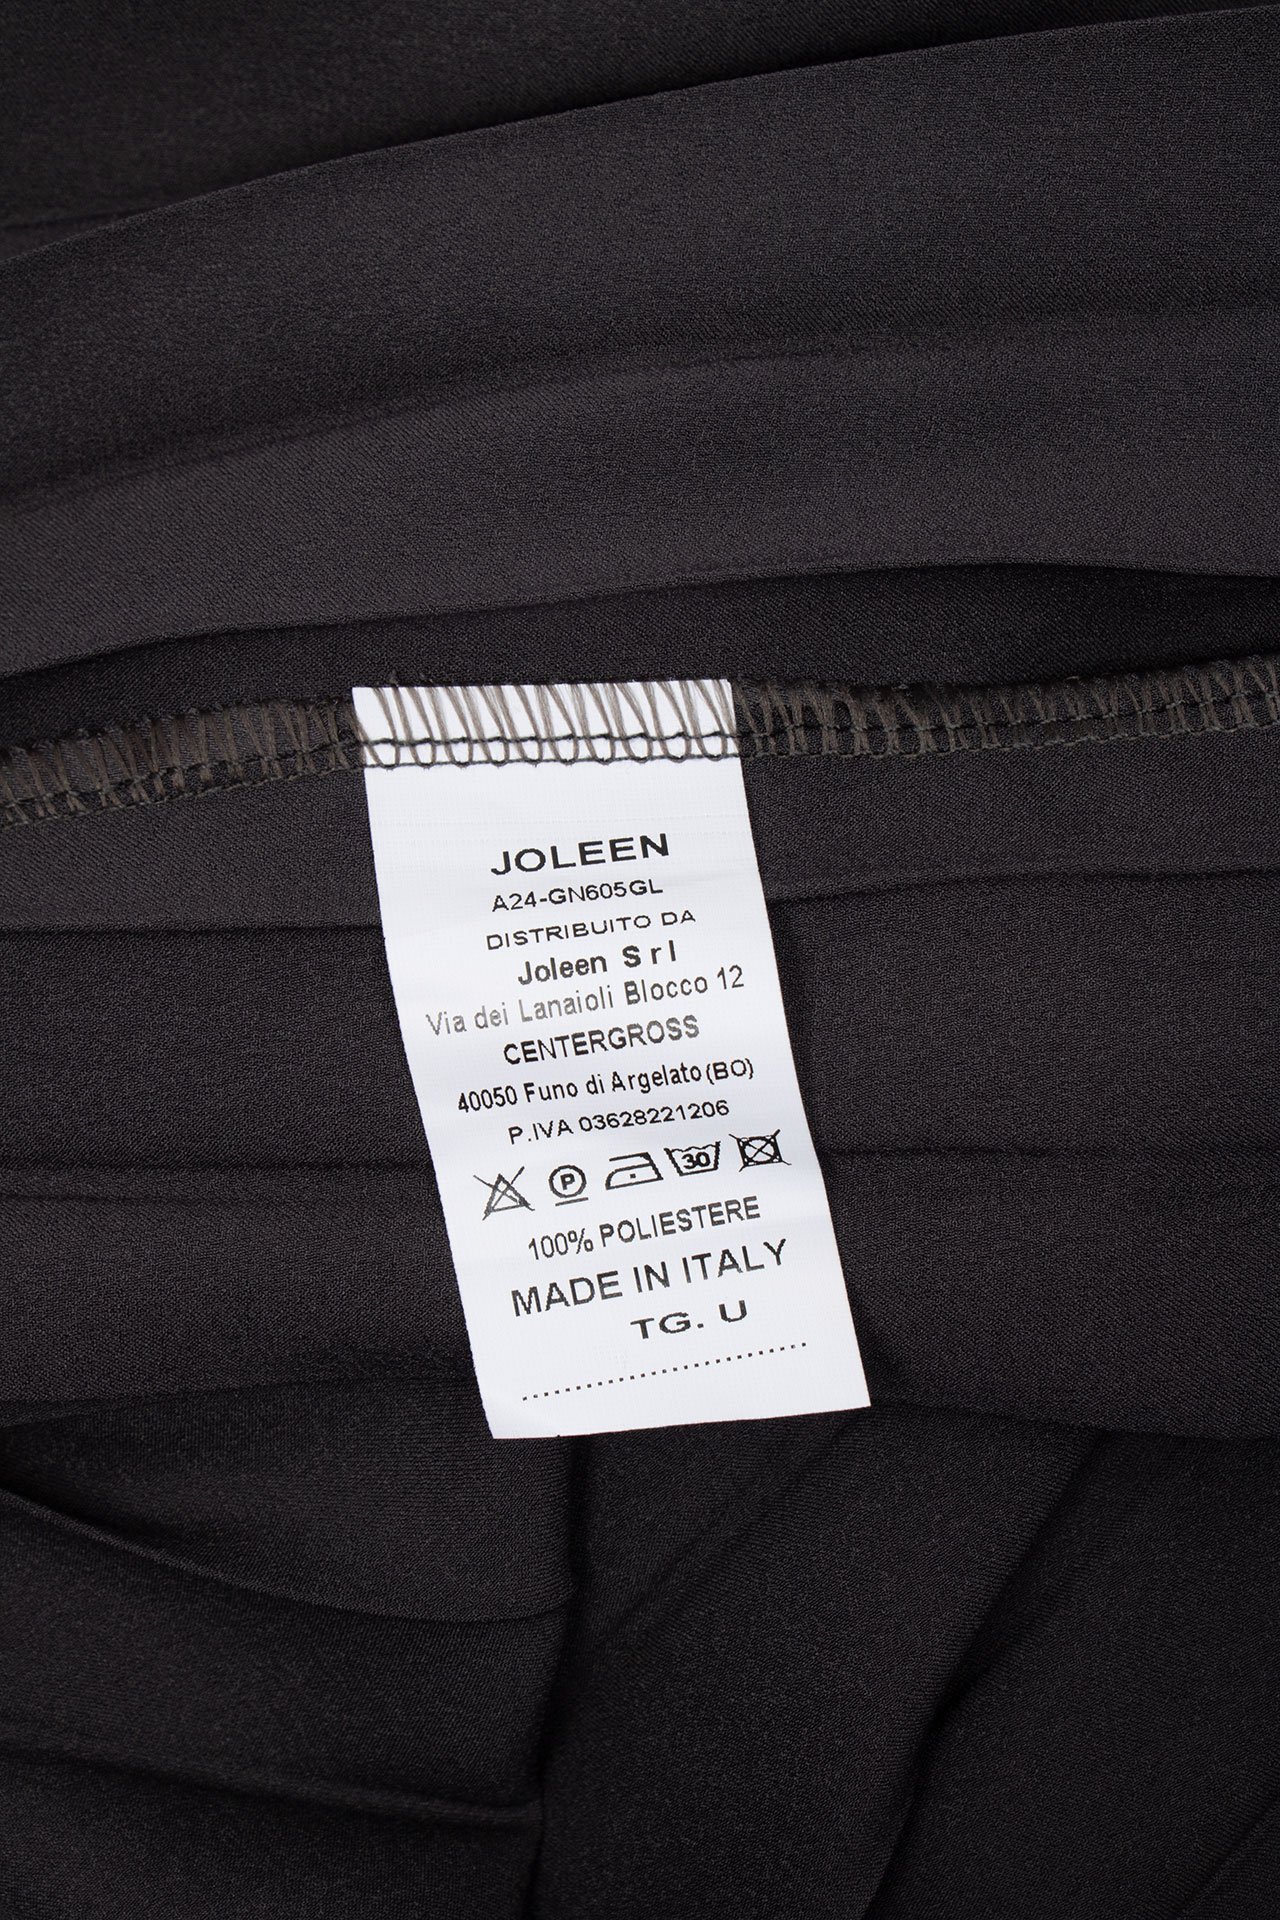 JOLEEN
A24-GN605GL
DISTRIBUITO DA
Joleen Srl
Via dei Lanaioli Blocco 12
CENTERGROSS
40050 Funo di Argelato (BO)
P.IVA 03628221206
P 30
100% POLIESTERE
MADE IN ITALY
TG. U